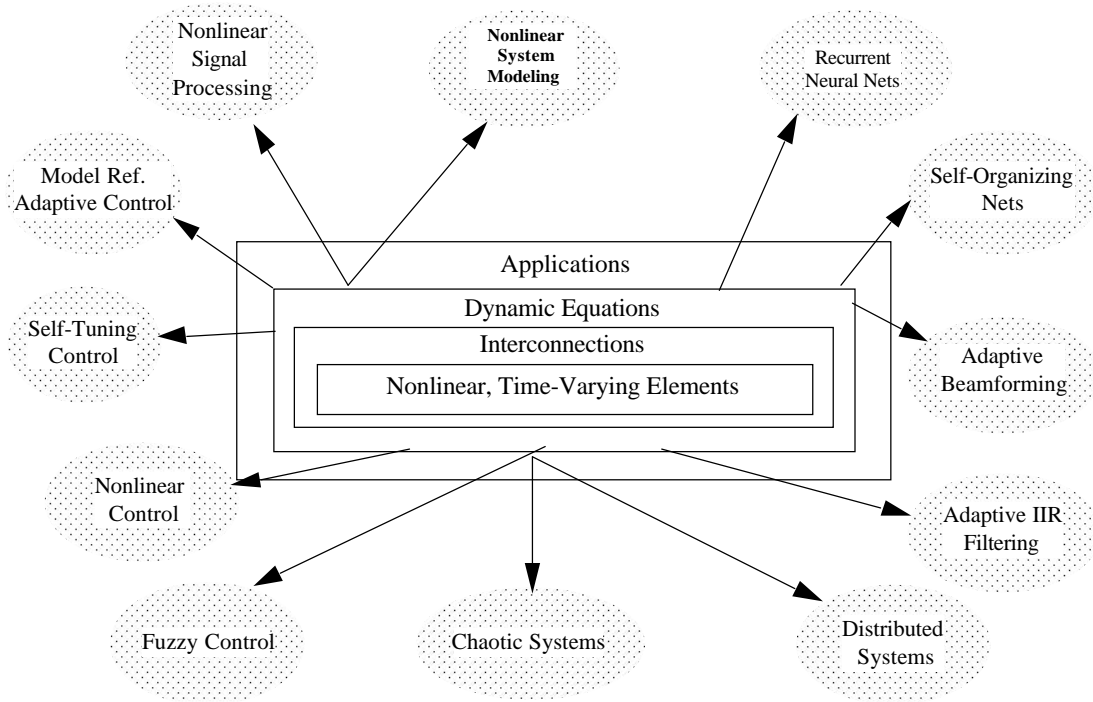 Nonlinear
Signal
Processing
Nonlinear
System
Modeling
Recurrent
Neural Nets
Model Ref.
Adaptive Control
Self-Organizing
Nets
Applications
Dynamic Equations
Interconnections
Nonlinear, Time-Varying Elements
Self-Tuning
Control
Adaptive
Beamforming
Nonlinear
Control
Adaptive IIR
Filtering
Fuzzy Control
Chaotic Systems
Distributed
Systems